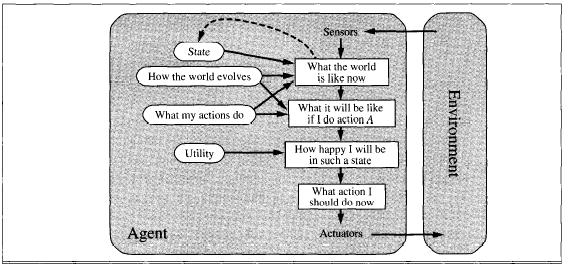 Sensors
State
How the world evolves
What my actions do
Utility
What the world
is like now
What it will be like
if I do action A
How happy I will be
in such a state
What action I
should do now
Agent
Actuators
Environment